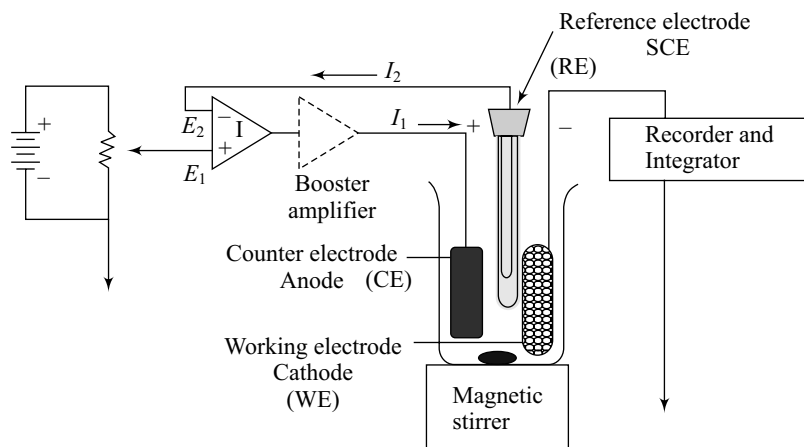 Reference electrode
SCE
(RE)
I₂
+
−
E₂
−
I
+
E₁
I₁
+
−
Recorder and
Integrator
Booster
amplifier
Counter electrode
Anode (CE)
Working electrode
Cathode
(WE)
Magnetic
stirrer